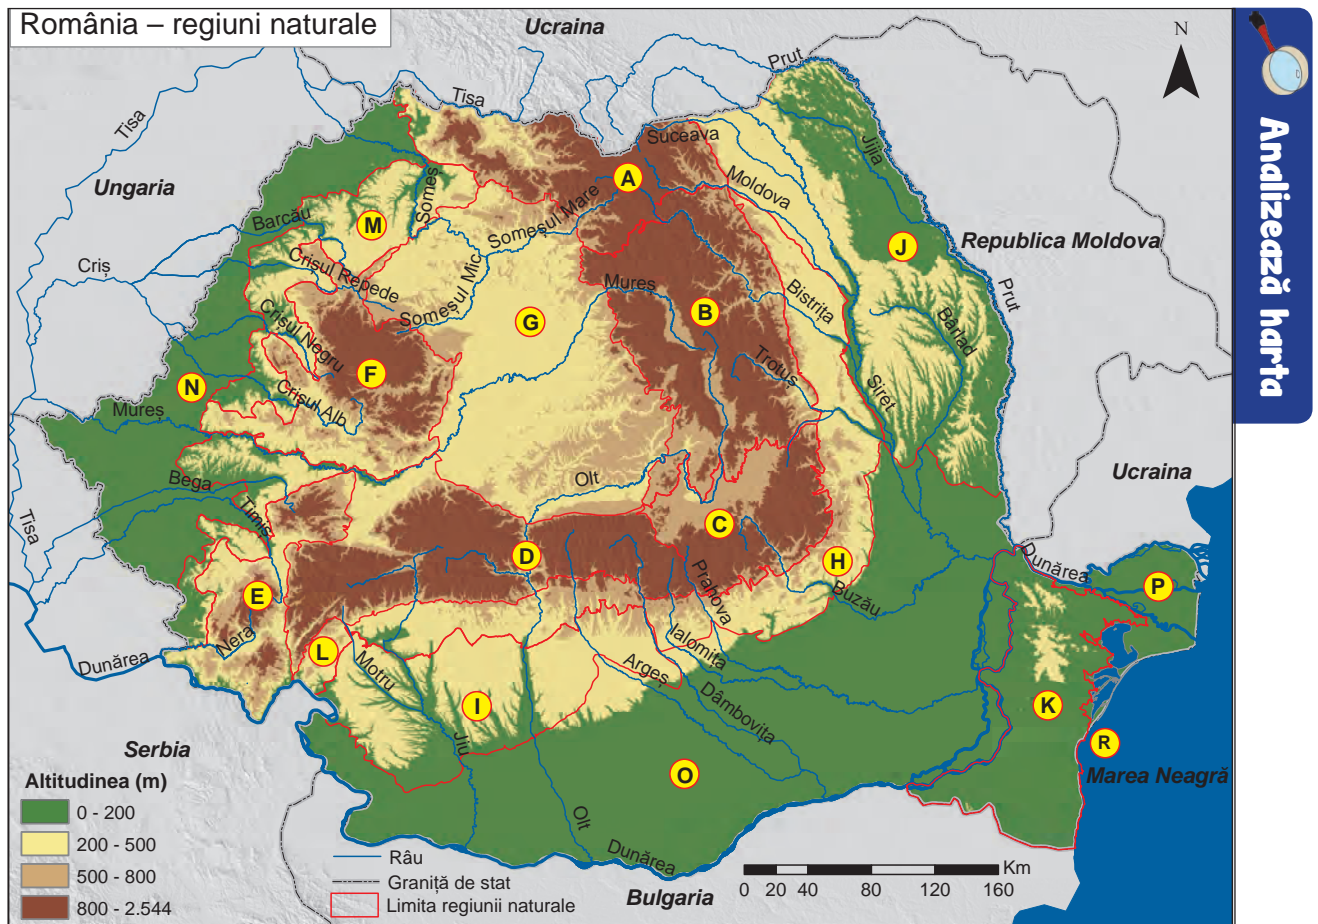 România – regiuni naturale
Ucraina
N
Analizează harta
Prut
Tisa
Tisa
Suceava
Jijia
Ungaria
A
Moldova
Someș
Someșul Mare
Barcău
M
J
Republica Moldova
Criș
Crișul Repede
Someșul Mic
Mureș
Bistrița
Prut
G
B
Bârlad
Crișul Negru
F
Trotuș
N
Crișul Alb
Siret
Mureș
Ucraina
Bega
Olt
Timiș
Tisa
C
D
H
Dunărea
P
E
Prahova
Buzău
Nera
Ialomița
L
Dunărea
Motru
Argeș
Dâmbovița
I
K
Jiu
R
Serbia
O
Marea Neagră
Altitudinea (m)
0 - 200
Olt
200 - 500
Râu
Dunărea
Km
500 - 800
Graniță de stat
0 20 40 80 120 160
800 - 2.544
Limita regiunii naturale
Bulgaria